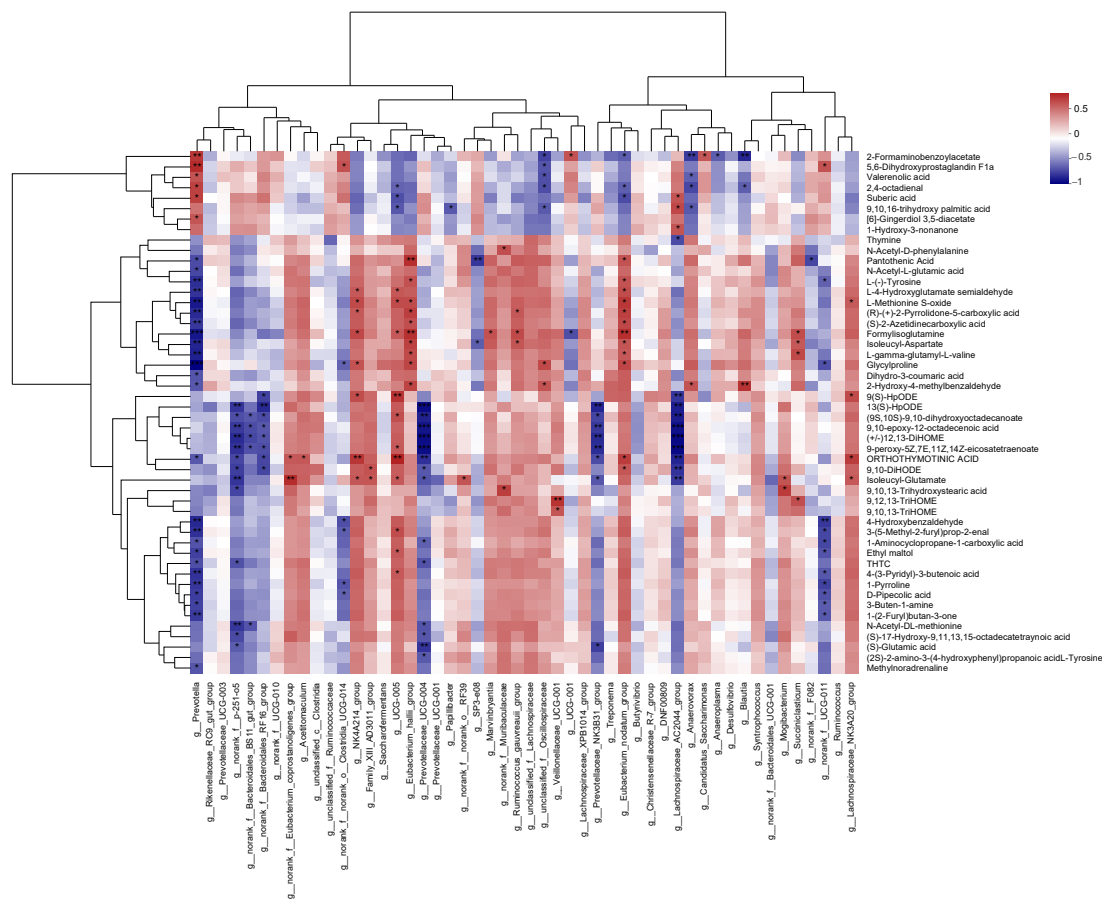 0.5
0
−0.5
−1
2-Formaminobenzoylacetate
5,6-Dihydroxyprostaglandin F1a
Valerenolic acid
2,4-octadienal
Suberic acid
9,10,16-trihydroxy palmitic acid
[6]-Gingerdiol 3,5-diacetate
1-Hydroxy-3-nonanone
Thymine
N-Acetyl-D-phenylalanine
Pantothenic Acid
N-Acetyl-L-glutamic acid
L-(-)-Tyrosine
L-4-Hydroxyglutamate semialdehyde
L-Methionine S-oxide
(R)-(+)-2-Pyrrolidone-5-carboxylic acid
(S)-2-Azetidinecarboxylic acid
Formylisoglutamine
Isoleucyl-Aspartate
L-gamma-glutamyl-L-valine
Glycylproline
Dihydro-3-coumaric acid
2-Hydroxy-4-methylbenzaldehyde
9(S)-HpODE
13(S)-HpODE
(9S,10S)-9,10-dihydroxyoctadecanoate
9,10-epoxy-12-octadecenoic acid
(+/-)12,13-DiHOME
9-peroxy-5Z,7E,11Z,14Z-eicosatetraenoate
ORTHOTHYMOTINIC ACID
9,10-DiHODE
Isoleucyl-Glutamate
9,10,13-Trihydroxystearic acid
9,12,13-TriHOME
9,10,13-TriHOME
4-Hydroxybenzaldehyde
3-(5-Methyl-2-furyl)prop-2-enal
1-Aminocyclopropane-1-carboxylic acid
Ethyl maltol
THTC
4-(3-Pyridyl)-3-butenoic acid
1-Pyrroline
D-Pipecolic acid
3-Buten-1-amine
1-(2-Furyl)butan-3-one
N-Acetyl-DL-methionine
(S)-17-Hydroxy-9,11,13,15-octadecatetraynoic acid
(S)-Glutamic acid
(2S)-2-amino-3-(4-hydroxyphenyl)propanoic acidL-Tyrosine
Methylnoradrenaline
g__Prevotella
g__Rikenellaceae_RC9_gut_group
g__Prevotellaceae_UCG-003
g__norank_f__p-251-o5
g__norank_f__Bacteroidales_BS11_gut_group
g__norank_f__Bacteroidales_RF16_group
g__norank_f__UCG-010
g__norank_f__Eubacterium_coprostanoligenes_group
g__Acetitomaculum
g__unclassified_c__Clostridia
g__unclassified_f__Ruminococcaceae
g__norank_f__norank_o__Clostridia_UCG-014
g__NK4A214_group
g__Family_XIII_AD3011_group
g__Saccharofermentans
g__UCG-005
g__Eubacterium_hallii_group
g__Prevotellaceae_UCG-004
g__Prevotellaceae_UCG-001
g__Papillibacter
g__norank_f__norank_o__RF39
g__SP3-e08
g__Marvinbryantia
g__norank_f__Muribaculaceae
g__Ruminococcus_gauvreauii_group
g__unclassified_f__Lachnospiraceae
g__unclassified_f__Oscillospiraceae
g__Veillonellaceae_UCG-001
g__UCG-001
g__Lachnospiraceae_XPB1014_group
g__Prevotellaceae_NK3B31_group
g__Treponema
g__Eubacterium_nodatum_group
g__Butyrivibrio
g__Christensenellaceae_R-7_group
g__DNF00809
g__Lachnospiraceae_AC2044_group
g__Anaerovorax
g__Candidatus_Saccharimonas
g__Anaeroplasma
g__Desulfovibrio
g__Blautia
g__Syntrophococcus
g__norank_f__Bacteroidales_UCG-001
g__Mogibacterium
g__Succiniclasticum
g__norank_f__F082
g__norank_f__UCG-011
g__Ruminococcus
g__Lachnospiraceae_NK3A20_group